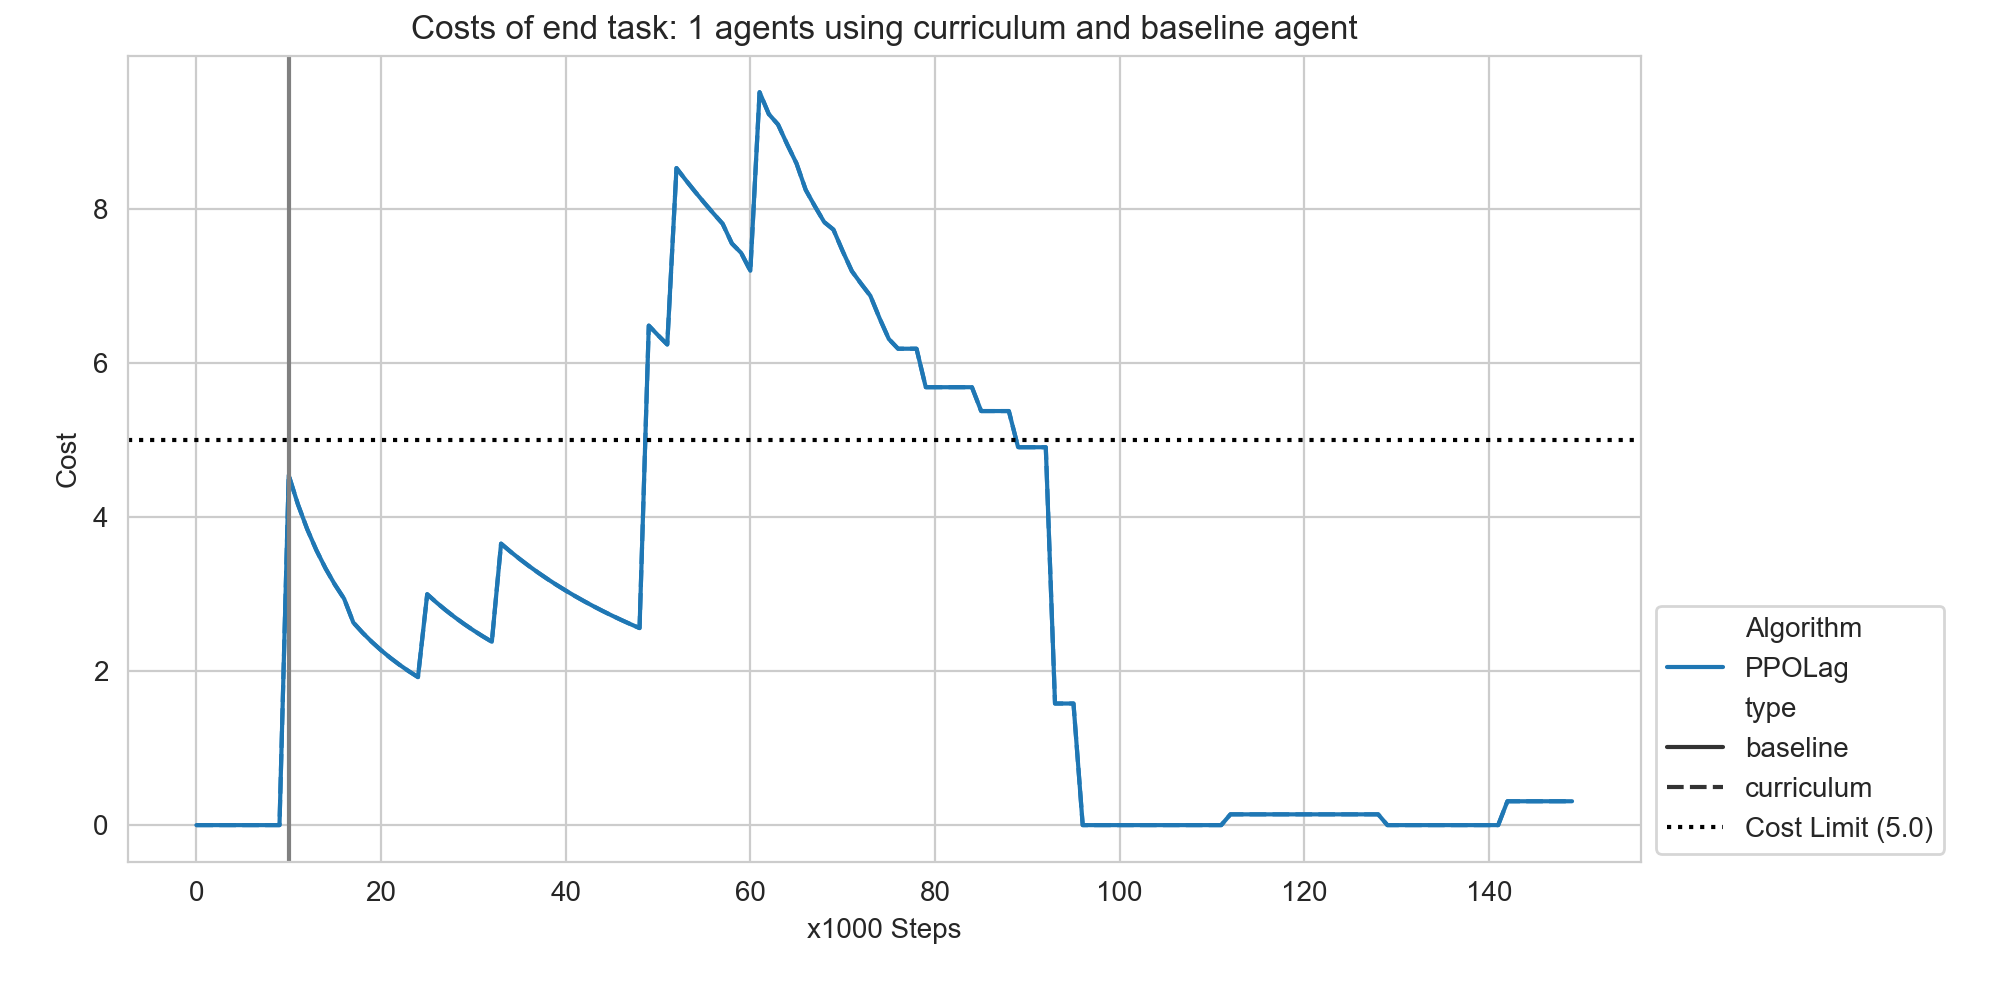 Costs of end task: 1 agents using curriculum and baseline agent
Cost
8
6
4
2
0
0 20 40 60 80 100 120 140
x1000 Steps
Algorithm
PPOLag
type
baseline
curriculum
Cost Limit (5.0)